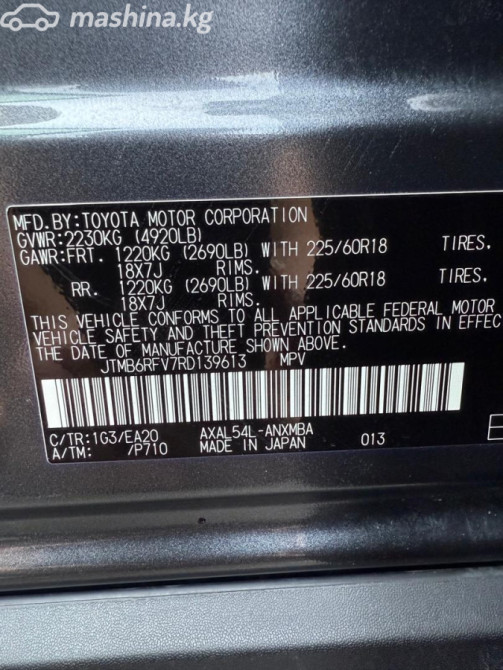 mashina.kg
MFD.BY:TOYOTA MOTOR CORPORATION
GVWR:2230KG (4920LB)
GAWR:FRT. 1220KG (2690LB) WITH 225/60R18 TIRES.
18X7J RIMS.
RR. 1220KG (2690LB) WITH 225/60R18 TIRES.
18X7J RIMS.
THIS VEHICLE CONFORMS TO ALL APPLICABLE FEDERAL MOTOR
VEHICLE SAFETY AND THEFT PREVENTION STANDARDS IN EFFEC
THE DATE OF MANUFACTURE SHOWN ABOVE.
JTMB6RFV7RD139613 MPV
C/TR:1G3/EA20 AXAL54L-ANXMBA 013
A/TM: /P710 MADE IN JAPAN